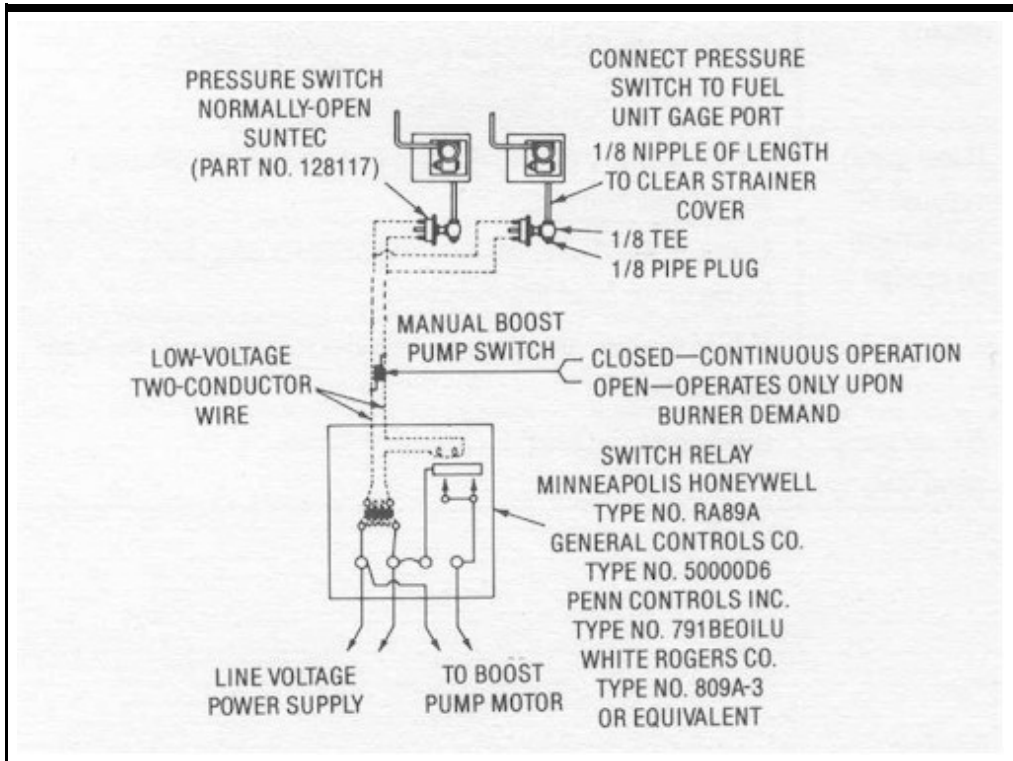 PRESSURE SWITCH
NORMALLY-OPEN
SUNTEC
(PART NO. 128117)
CONNECT PRESSURE
SWITCH TO FUEL
UNIT GAGE PORT
1/8 NIPPLE OF LENGTH
TO CLEAR STRAINER
COVER
1/8 TEE
1/8 PIPE PLUG
MANUAL BOOST
PUMP SWITCH
CLOSED—CONTINUOUS OPERATION
OPEN—OPERATES ONLY UPON
BURNER DEMAND
LOW-VOLTAGE
TWO-CONDUCTOR
WIRE
SWITCH RELAY
MINNEAPOLIS HONEYWELL
TYPE NO. RA89A
GENERAL CONTROLS CO.
TYPE NO. 50000D6
PENN CONTROLS INC.
TYPE NO. 791BEOILU
WHITE ROGERS CO.
TYPE NO. 809A-3
OR EQUIVALENT
LINE VOLTAGE
POWER SUPPLY
TO BOOST
PUMP MOTOR